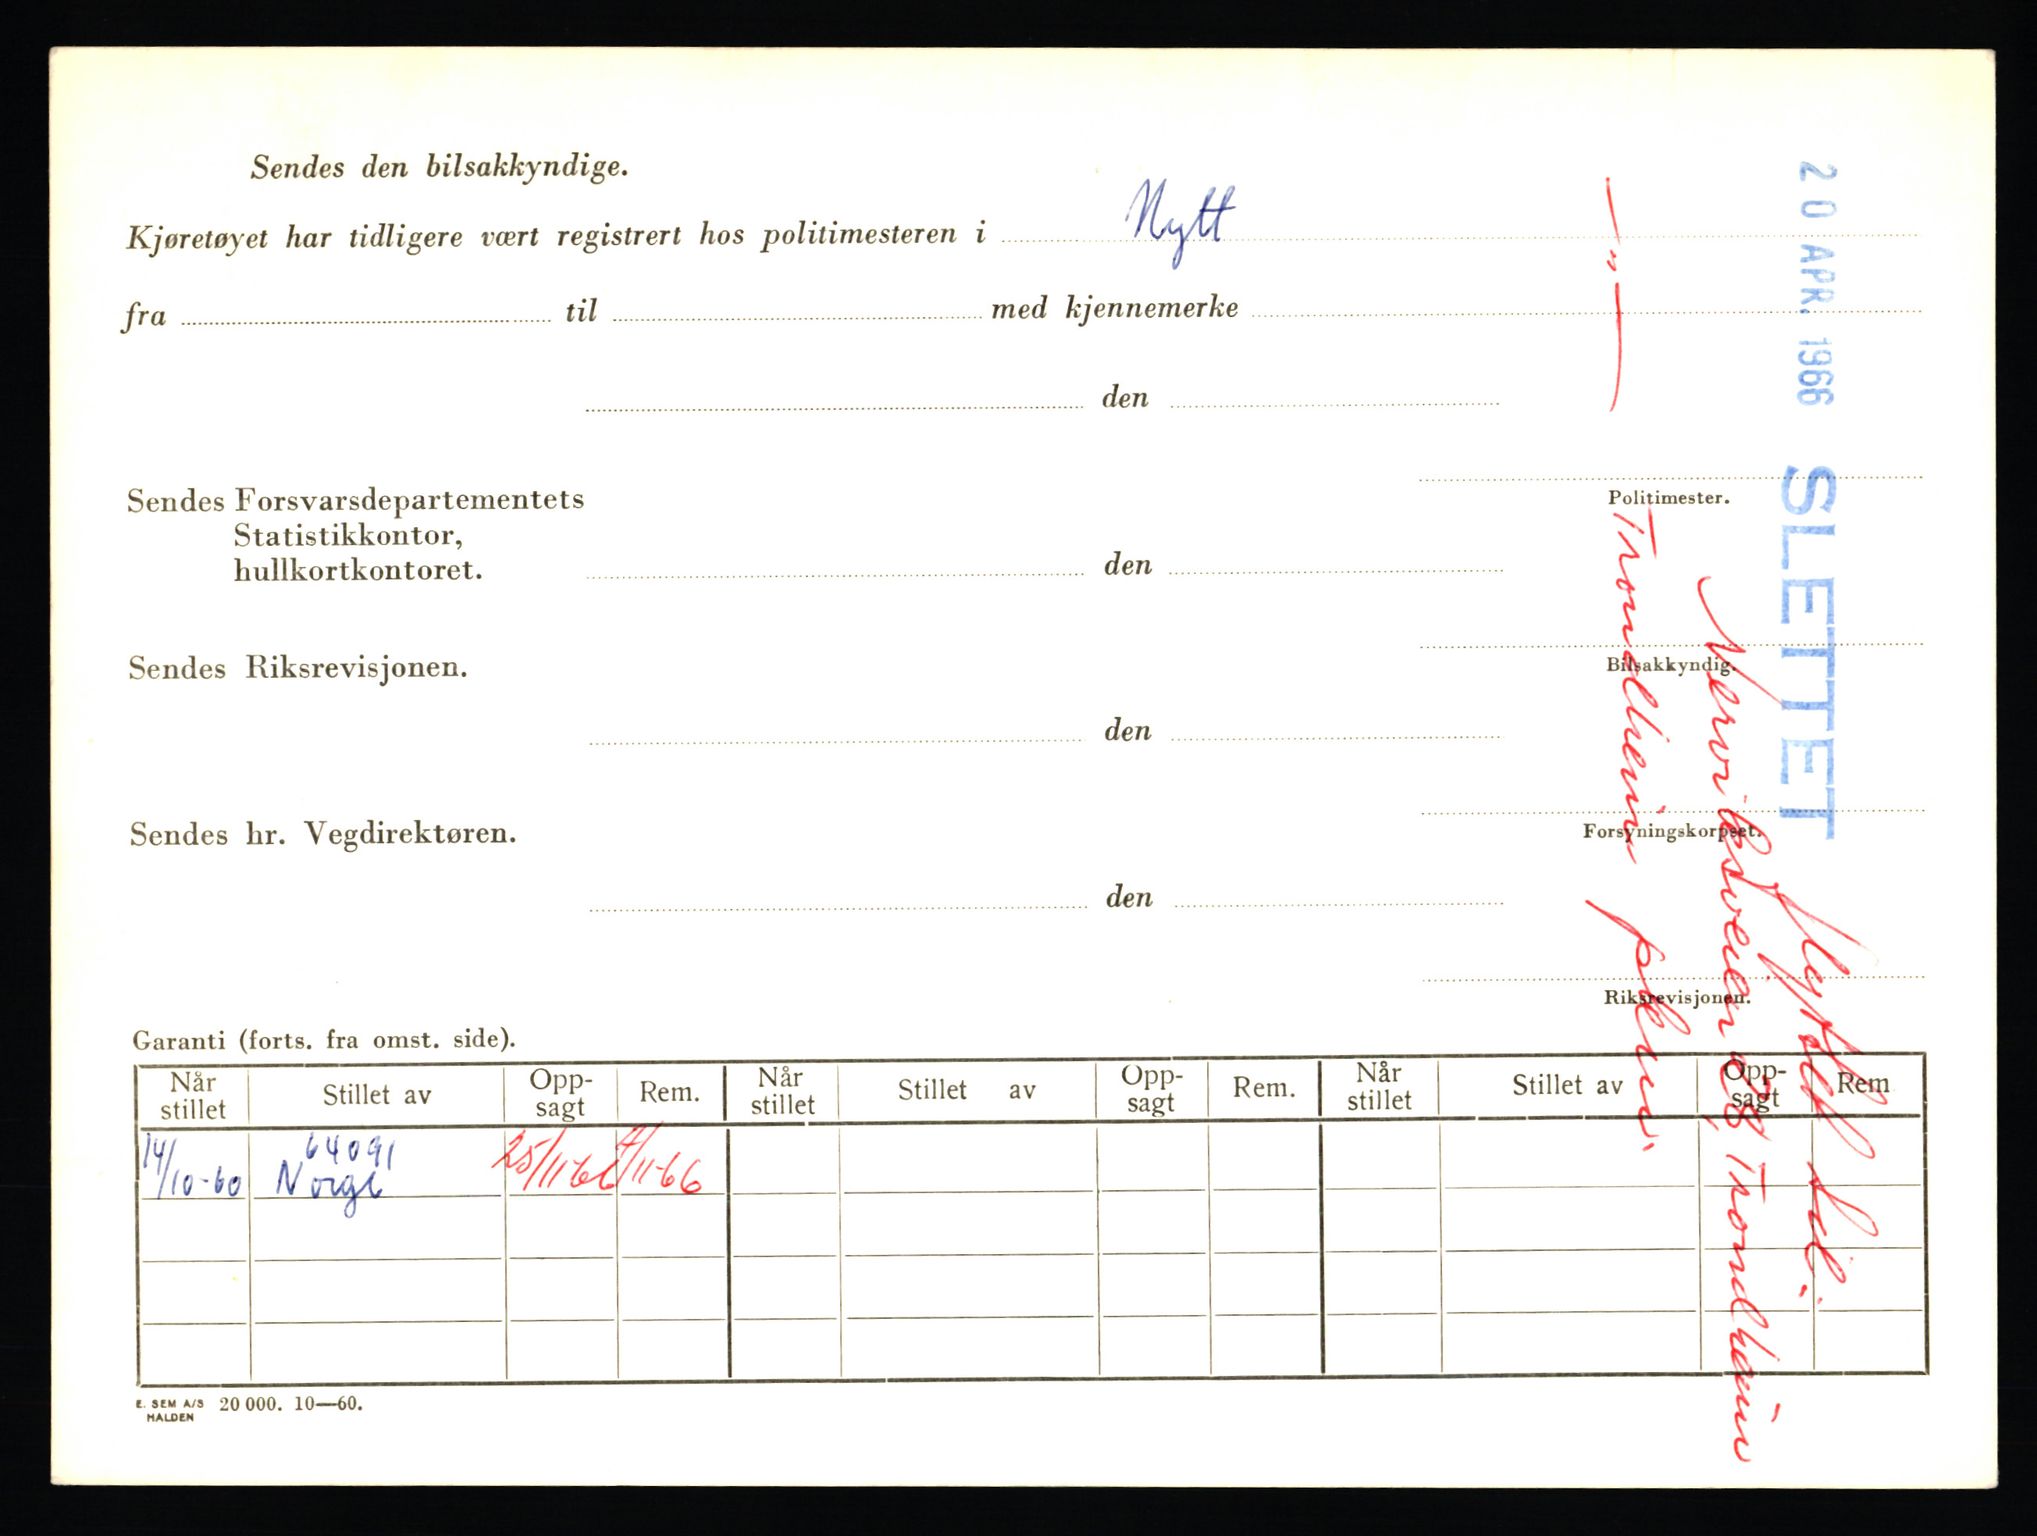 Sendes den bilsakkyndige.
Kjøretøyet har tidligere vært registrert hos politimesteren i Nytt
fra til med kjennemerke
den
Politimester.
Sendes Forsvarsdepartementets
Statistikkontor,
hullkortkontoret.
den
Bilsakkyndig.
Sendes Riksrevisjonen.
den
Forsyningskorpset.
Sendes hr. Vegdirektøren.
den
Riksrevisjonen.
20 APR. 1966 SLETTET
Trondheim
Trondheim
Garanti (forts. fra omst. side).
Når stillet Stillet av Opp-sagt Rem. Når stillet Stillet av Opp-sagt Rem. Når stillet Stillet av Opp-sagt Rem
64091
14/10-60 Norge 25/11-66 /11-66
E. SEM A/S HALDEN 20 000. 10—60.